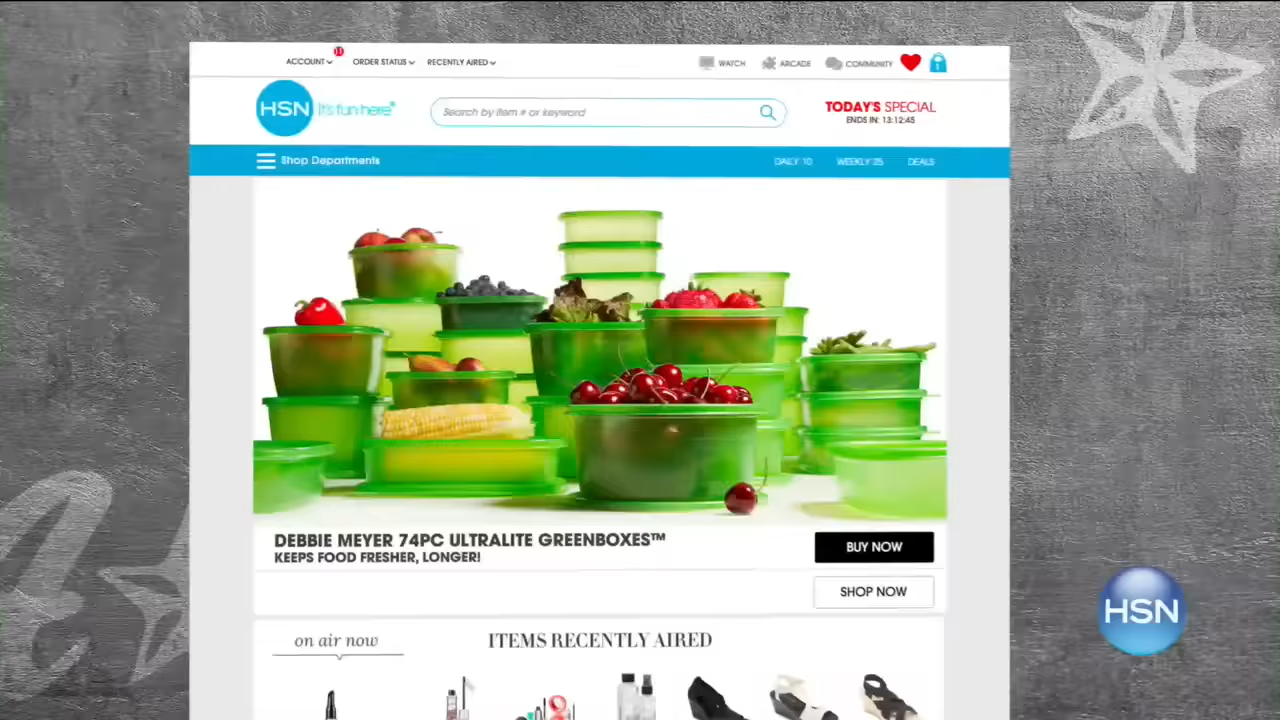 ACCOUNT
11
ORDER STATUS
RECENTLY AIRED
WATCH
ARCADE
COMMUNITY
1
HSN it's fun here®
Search by item # or keyword
TODAY'S SPECIAL
ENDS IN: 13:12:45
Shop Departments
DAILY 10
WEEKLY 25
DEALS
DEBBIE MEYER 74PC ULTRALITE GREENBOXES™
KEEPS FOOD FRESHER, LONGER!
BUY NOW
SHOP NOW
on air now
ITEMS RECENTLY AIRED
HSN